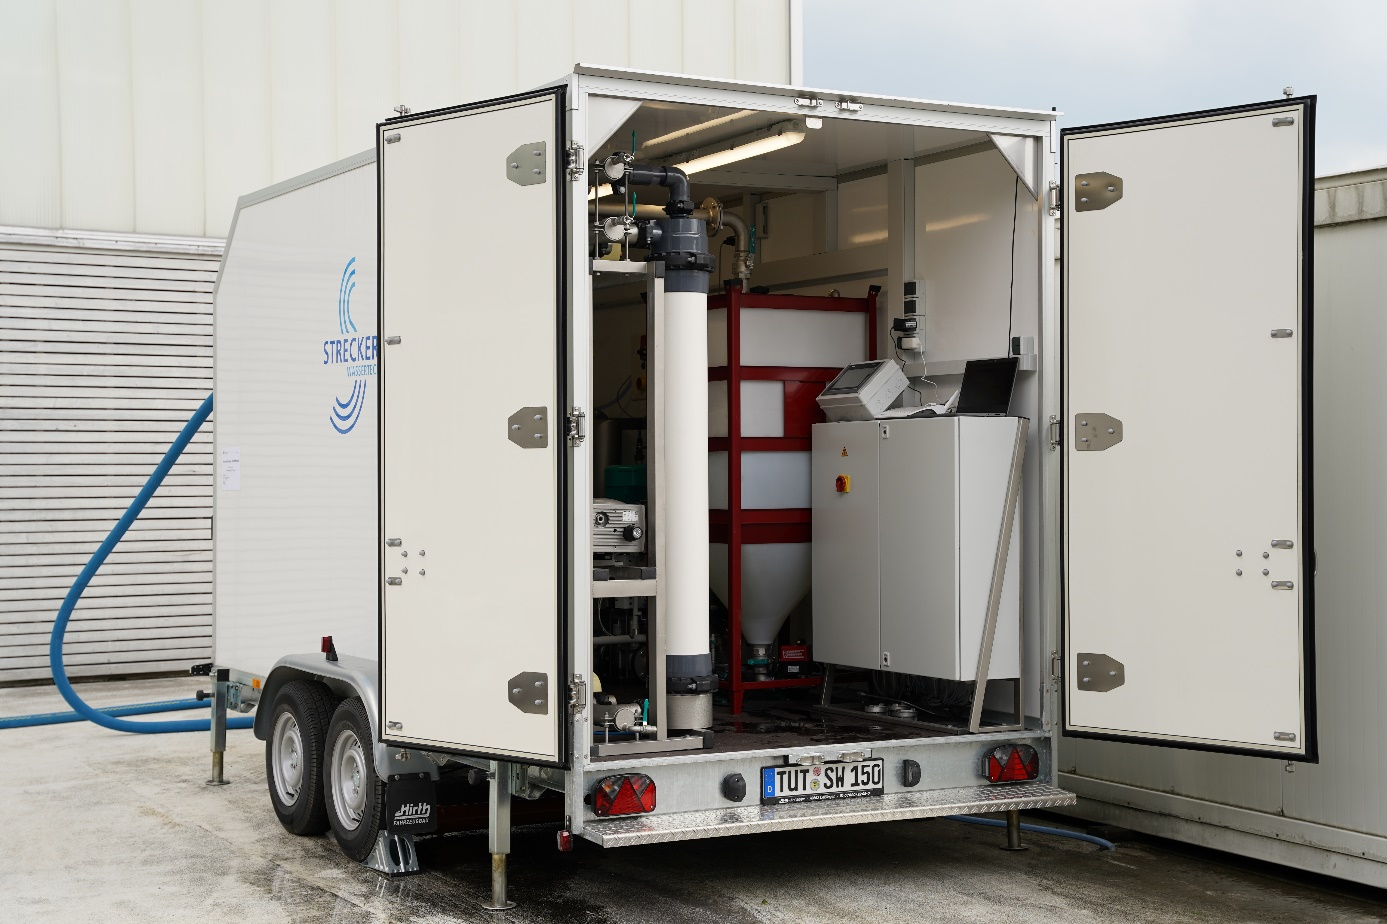 STRECKER
WASSERTEC
Hirth
FAHRZEUGBAU
D
TUT SW 150